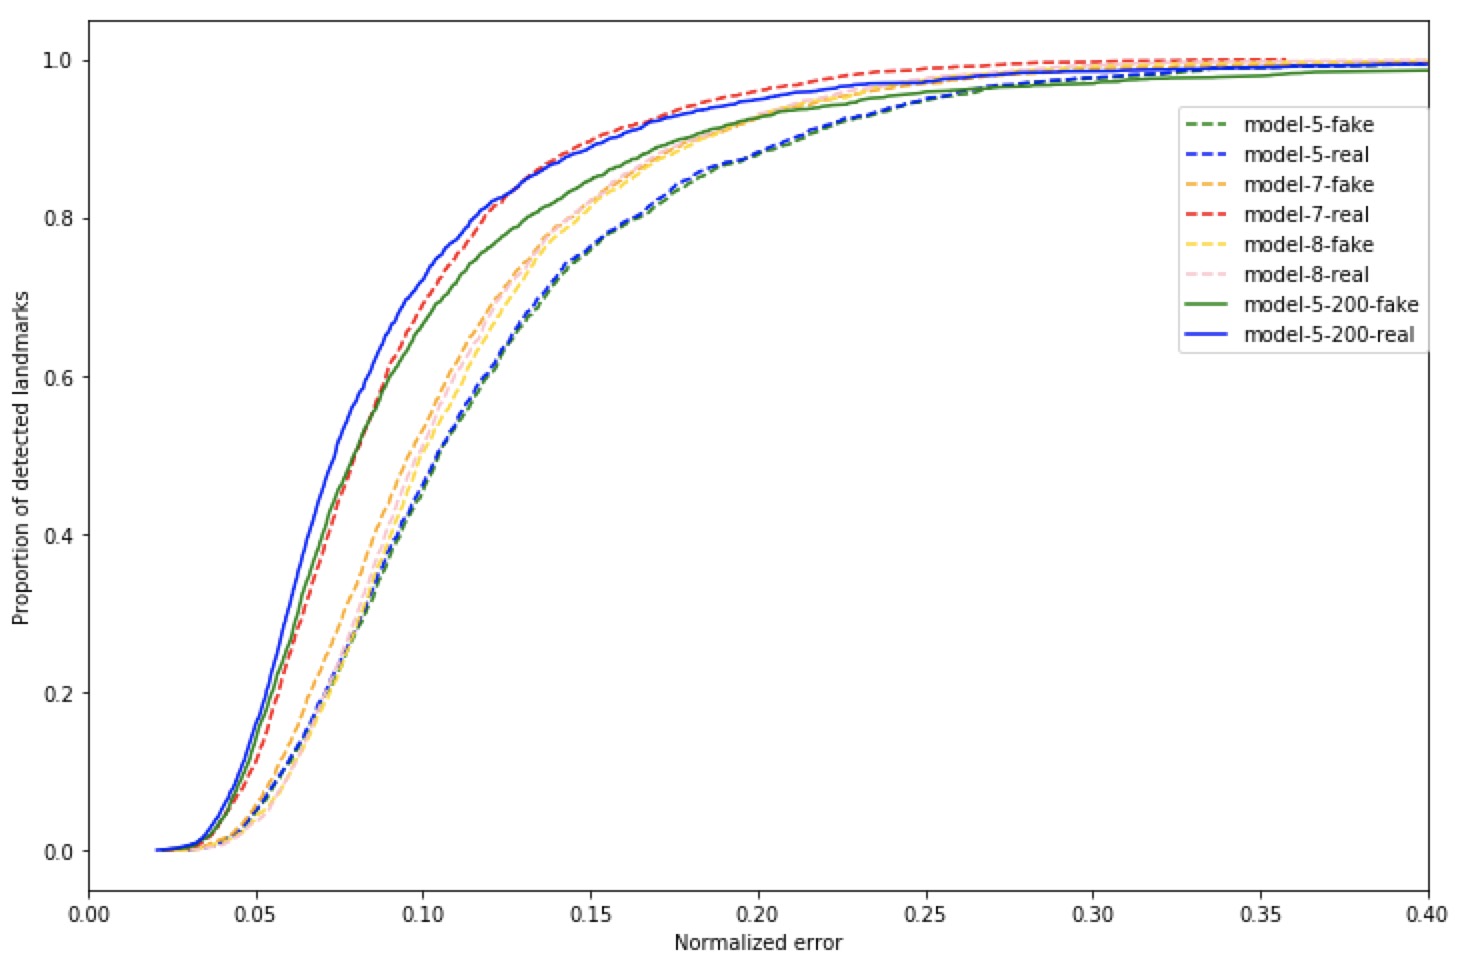 1.0
0.8
0.6
0.4
0.2
0.0
Proportion of detected landmarks
model-5-fake
model-5-real
model-7-fake
model-7-real
model-8-fake
model-8-real
model-5-200-fake
model-5-200-real
0.00 0.05 0.10 0.15 0.20 0.25 0.30 0.35 0.40
Normalized error